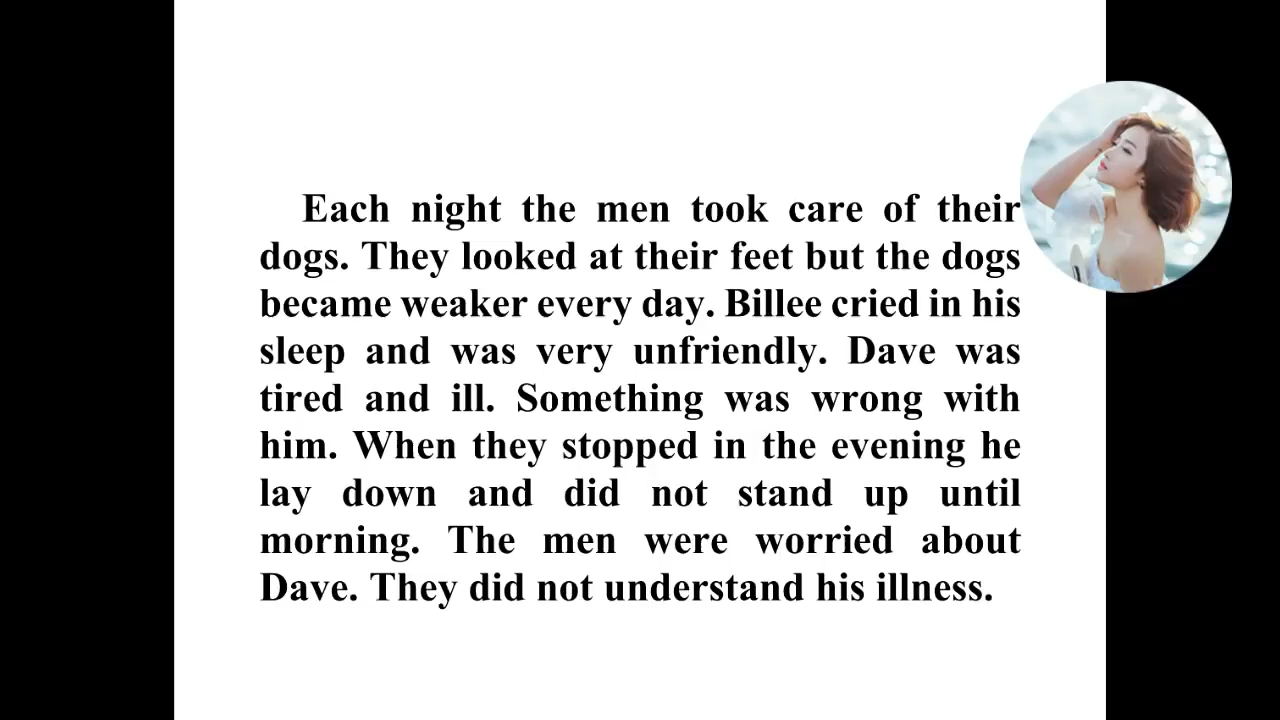 Each night the men took care of their
dogs. They looked at their feet but the dogs
became weaker every day. Billee cried in his
sleep and was very unfriendly. Dave was
tired and ill. Something was wrong with
him. When they stopped in the evening he
lay down and did not stand up until
morning. The men were worried about
Dave. They did not understand his illness.